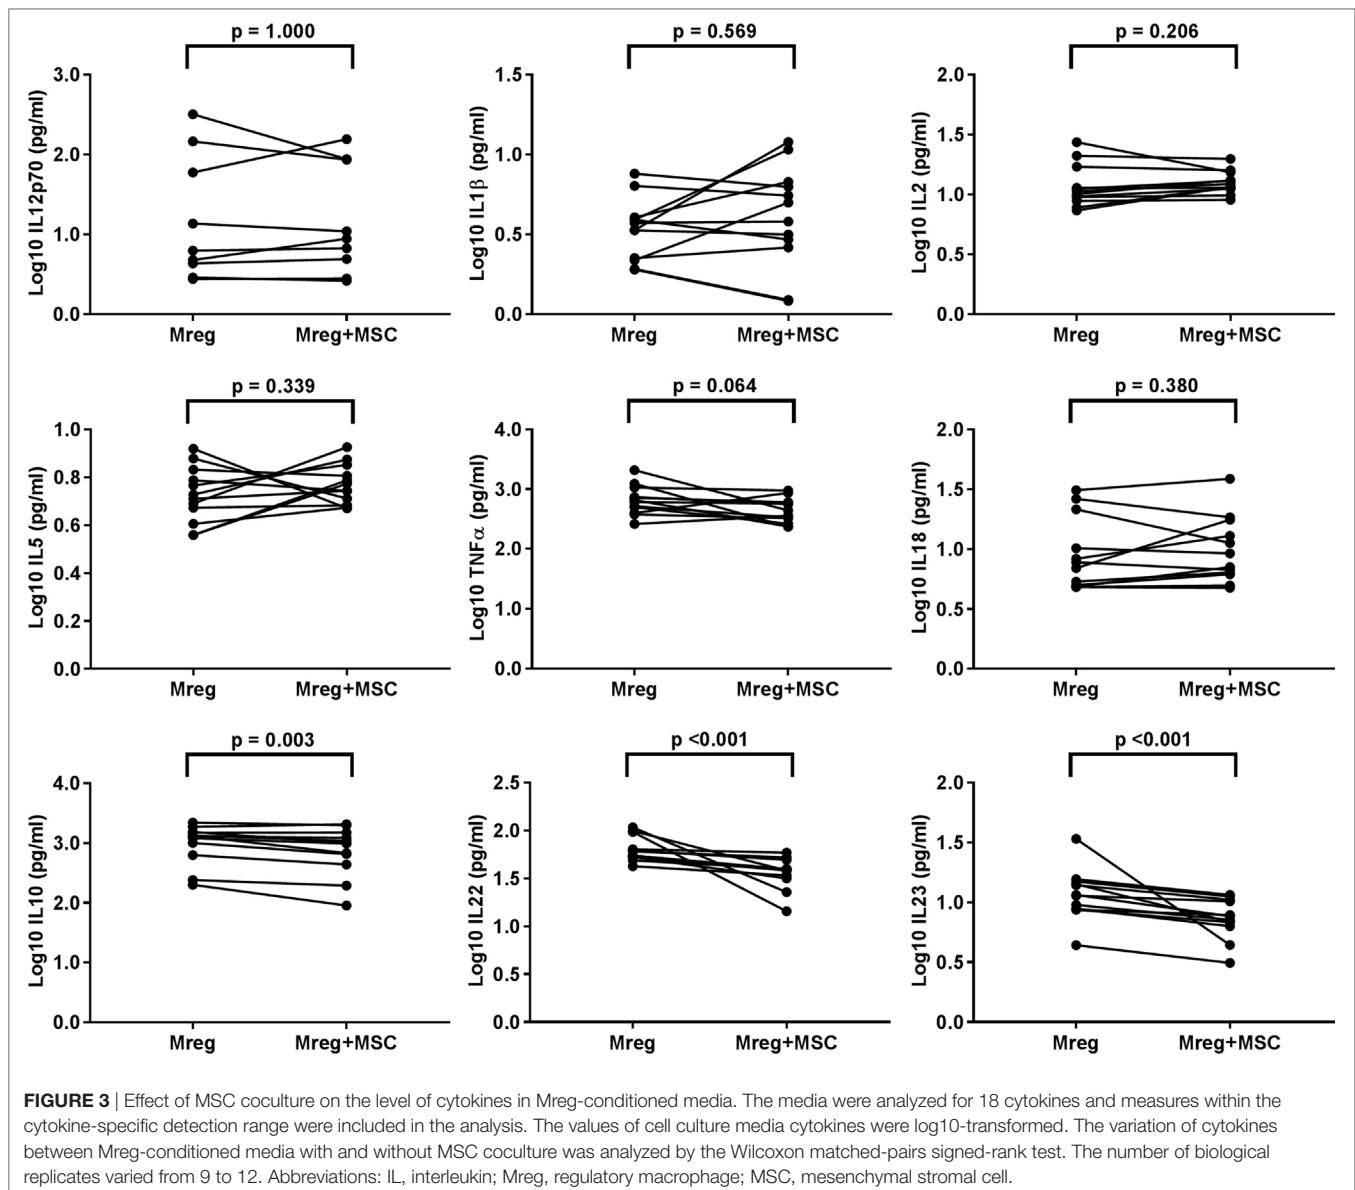 p = 1.000
Log10 IL12p70 (pg/ml)
3.0
2.0
1.0
0.0
Mreg
Mreg+MSC
p = 0.569
Log10 IL1β (pg/ml)
1.5
1.0
0.5
0.0
Mreg
Mreg+MSC
p = 0.206
Log10 IL2 (pg/ml)
2.0
1.5
1.0
0.5
0.0
Mreg
Mreg+MSC
p = 0.339
Log10 IL5 (pg/ml)
1.0
0.8
0.6
0.4
0.2
0.0
Mreg
Mreg+MSC
p = 0.064
Log10 TNFα (pg/ml)
4.0
3.0
2.0
1.0
0.0
Mreg
Mreg+MSC
p = 0.380
Log10 IL18 (pg/ml)
2.0
1.5
1.0
0.5
0.0
Mreg
Mreg+MSC
p = 0.003
Log10 IL10 (pg/ml)
4.0
3.0
2.0
1.0
0.0
Mreg
Mreg+MSC
p <0.001
Log10 IL22 (pg/ml)
2.5
2.0
1.5
1.0
0.5
0.0
Mreg
Mreg+MSC
p <0.001
Log10 IL23 (pg/ml)
2.0
1.5
1.0
0.5
0.0
Mreg
Mreg+MSC
FIGURE 3 | Effect of MSC coculture on the level of cytokines in Mreg-conditioned media. The media were analyzed for 18 cytokines and measures within the
cytokine-specific detection range were included in the analysis. The values of cell culture media cytokines were log10-transformed. The variation of cytokines
between Mreg-conditioned media with and without MSC coculture was analyzed by the Wilcoxon matched-pairs signed-rank test. The number of biological
replicates varied from 9 to 12. Abbreviations: IL, interleukin; Mreg, regulatory macrophage; MSC, mesenchymal stromal cell.